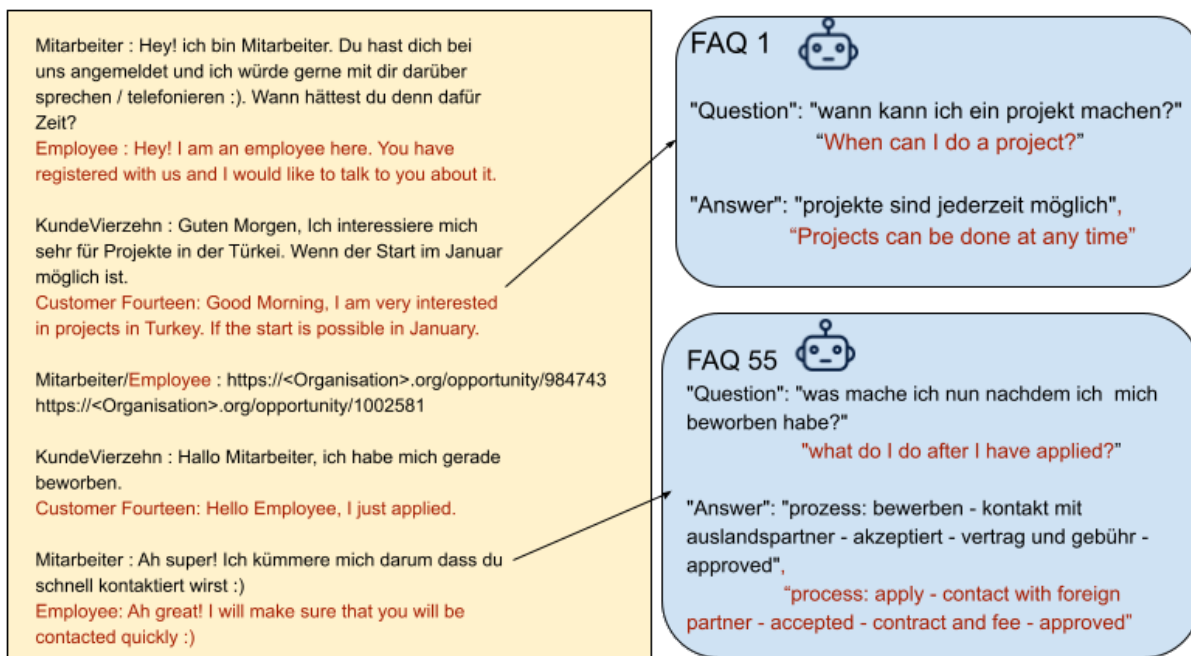 Mitarbeiter : Hey! ich bin Mitarbeiter. Du hast dich bei
uns angemeldet und ich würde gerne mit dir darüber
sprechen / telefonieren :). Wann hättest du denn dafür
Zeit?
Employee : Hey! I am an employee here. You have
registered with us and I would like to talk to you about it.
KundeVierzehn : Guten Morgen, Ich interessiere mich
sehr für Projekte in der Türkei. Wenn der Start im Januar
möglich ist.
Customer Fourteen: Good Morning, I am very interested
in projects in Turkey. If the start is possible in January.
Mitarbeiter/Employee : https://<Organisation>.org/opportunity/984743
https://<Organisation>.org/opportunity/1002581
KundeVierzehn : Hallo Mitarbeiter, ich habe mich gerade
beworben.
Customer Fourteen: Hello Employee, I just applied.
Mitarbeiter : Ah super! Ich kümmere mich darum dass du
schnell kontaktiert wirst :)
Employee: Ah great! I will make sure that you will be
contacted quickly :)
FAQ 1
"Question": "wann kann ich ein projekt machen?"
“When can I do a project?”
"Answer": "projekte sind jederzeit möglich",
“Projects can be done at any time”
FAQ 55
"Question": "was mache ich nun nachdem ich mich
beworben habe?"
"what do I do after I have applied?”
"Answer": "prozess: bewerben - kontakt mit
auslandspartner - akzeptiert - vertrag und gebühr -
approved",
“process: apply - contact with foreign
partner - accepted - contract and fee - approved”